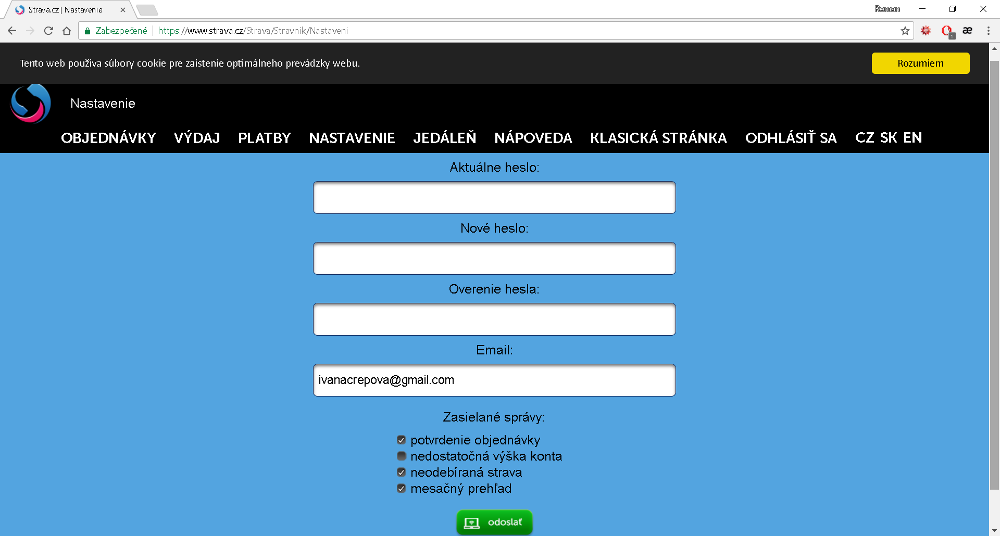 Strava.cz | Nastavenie
Roman
Zabezpečené https://www.strava.cz/Strava/Stravnik/Nastaveni
1
Tento web používa súbory cookie pre zaistenie optimálneho prevádzky webu.
Rozumiem
Nastavenie
OBJEDNÁVKY VÝDAJ PLATBY NASTAVENIE JEDÁLEŇ NÁPOVEDA KLASICKÁ STRÁNKA ODHLÁSIŤ SA CZ SK EN
Aktuálne heslo:
Nové heslo:
Overenie hesla:
Email:
ivanacrepova@gmail.com
Zasielané správy:
potvrdenie objednávky
nedostatočná výška konta
neodebíraná strava
mesačný prehľad
odoslať